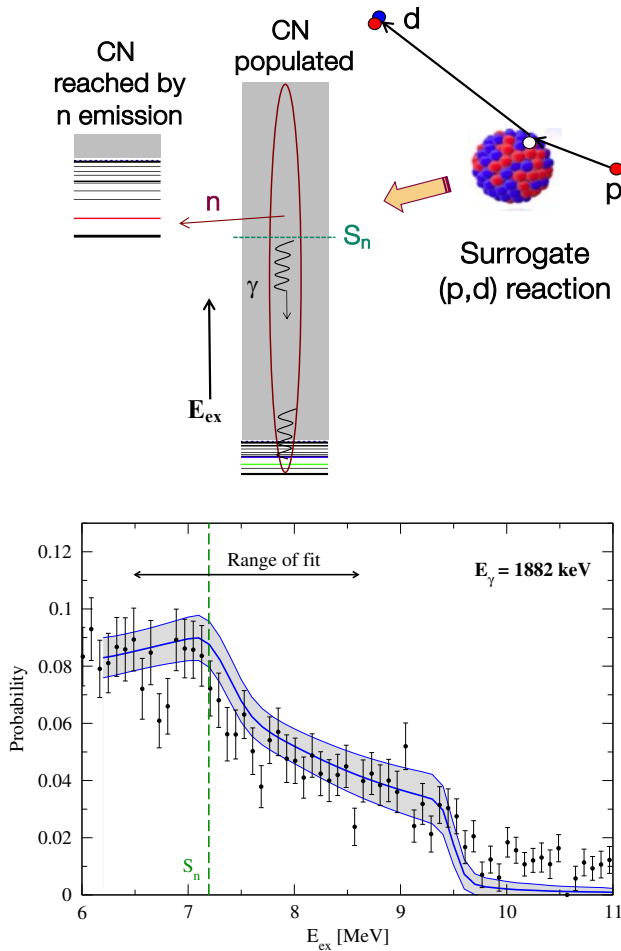 CN
reached by
n emission
CN
populated
d
p
n
Sn
γ
Surrogate
(p,d) reaction
Eex
Range of fit
Eγ = 1882 keV
Probability
0.12
0.1
0.08
0.06
0.04
0.02
0
Sn
6
7
8
9
10
11
Eex [MeV]